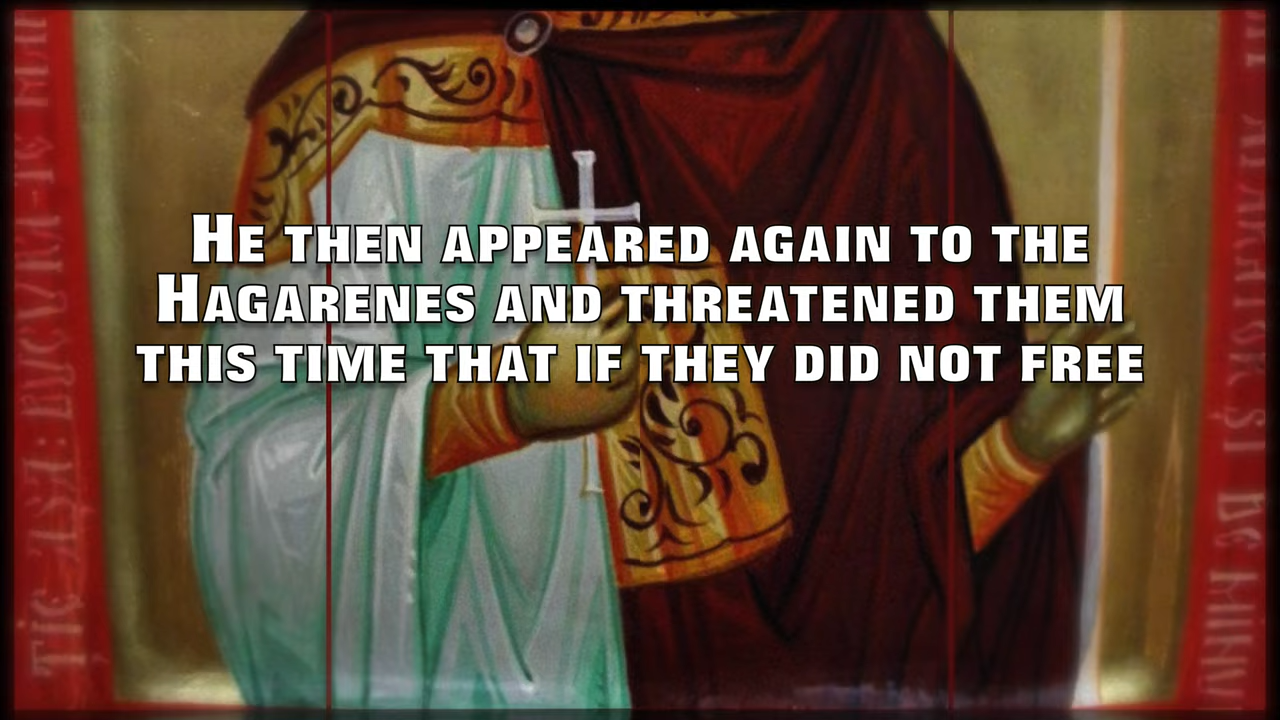 He then appeared again to the
Hagarenes and threatened them
this time that if they did not free